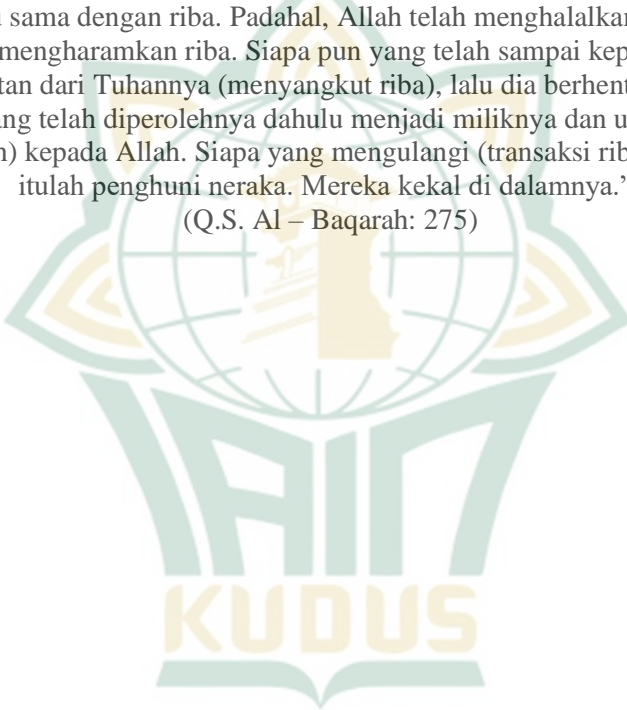 sama dengan riba. Padahal, Allah telah menghalalkan
mengharamkan riba. Siapa pun yang telah sampai kep
tan dari Tuhannya (menyangkut riba), lalu dia berhent
ang telah diperolehnya dahulu menjadi miliknya dan u
) kepada Allah. Siapa yang mengulangi (transaksi rib
itulah penghuni neraka. Mereka kekal di dalamnya.”
(Q.S. Al – Baqarah: 275)
IAIN
KUDUS